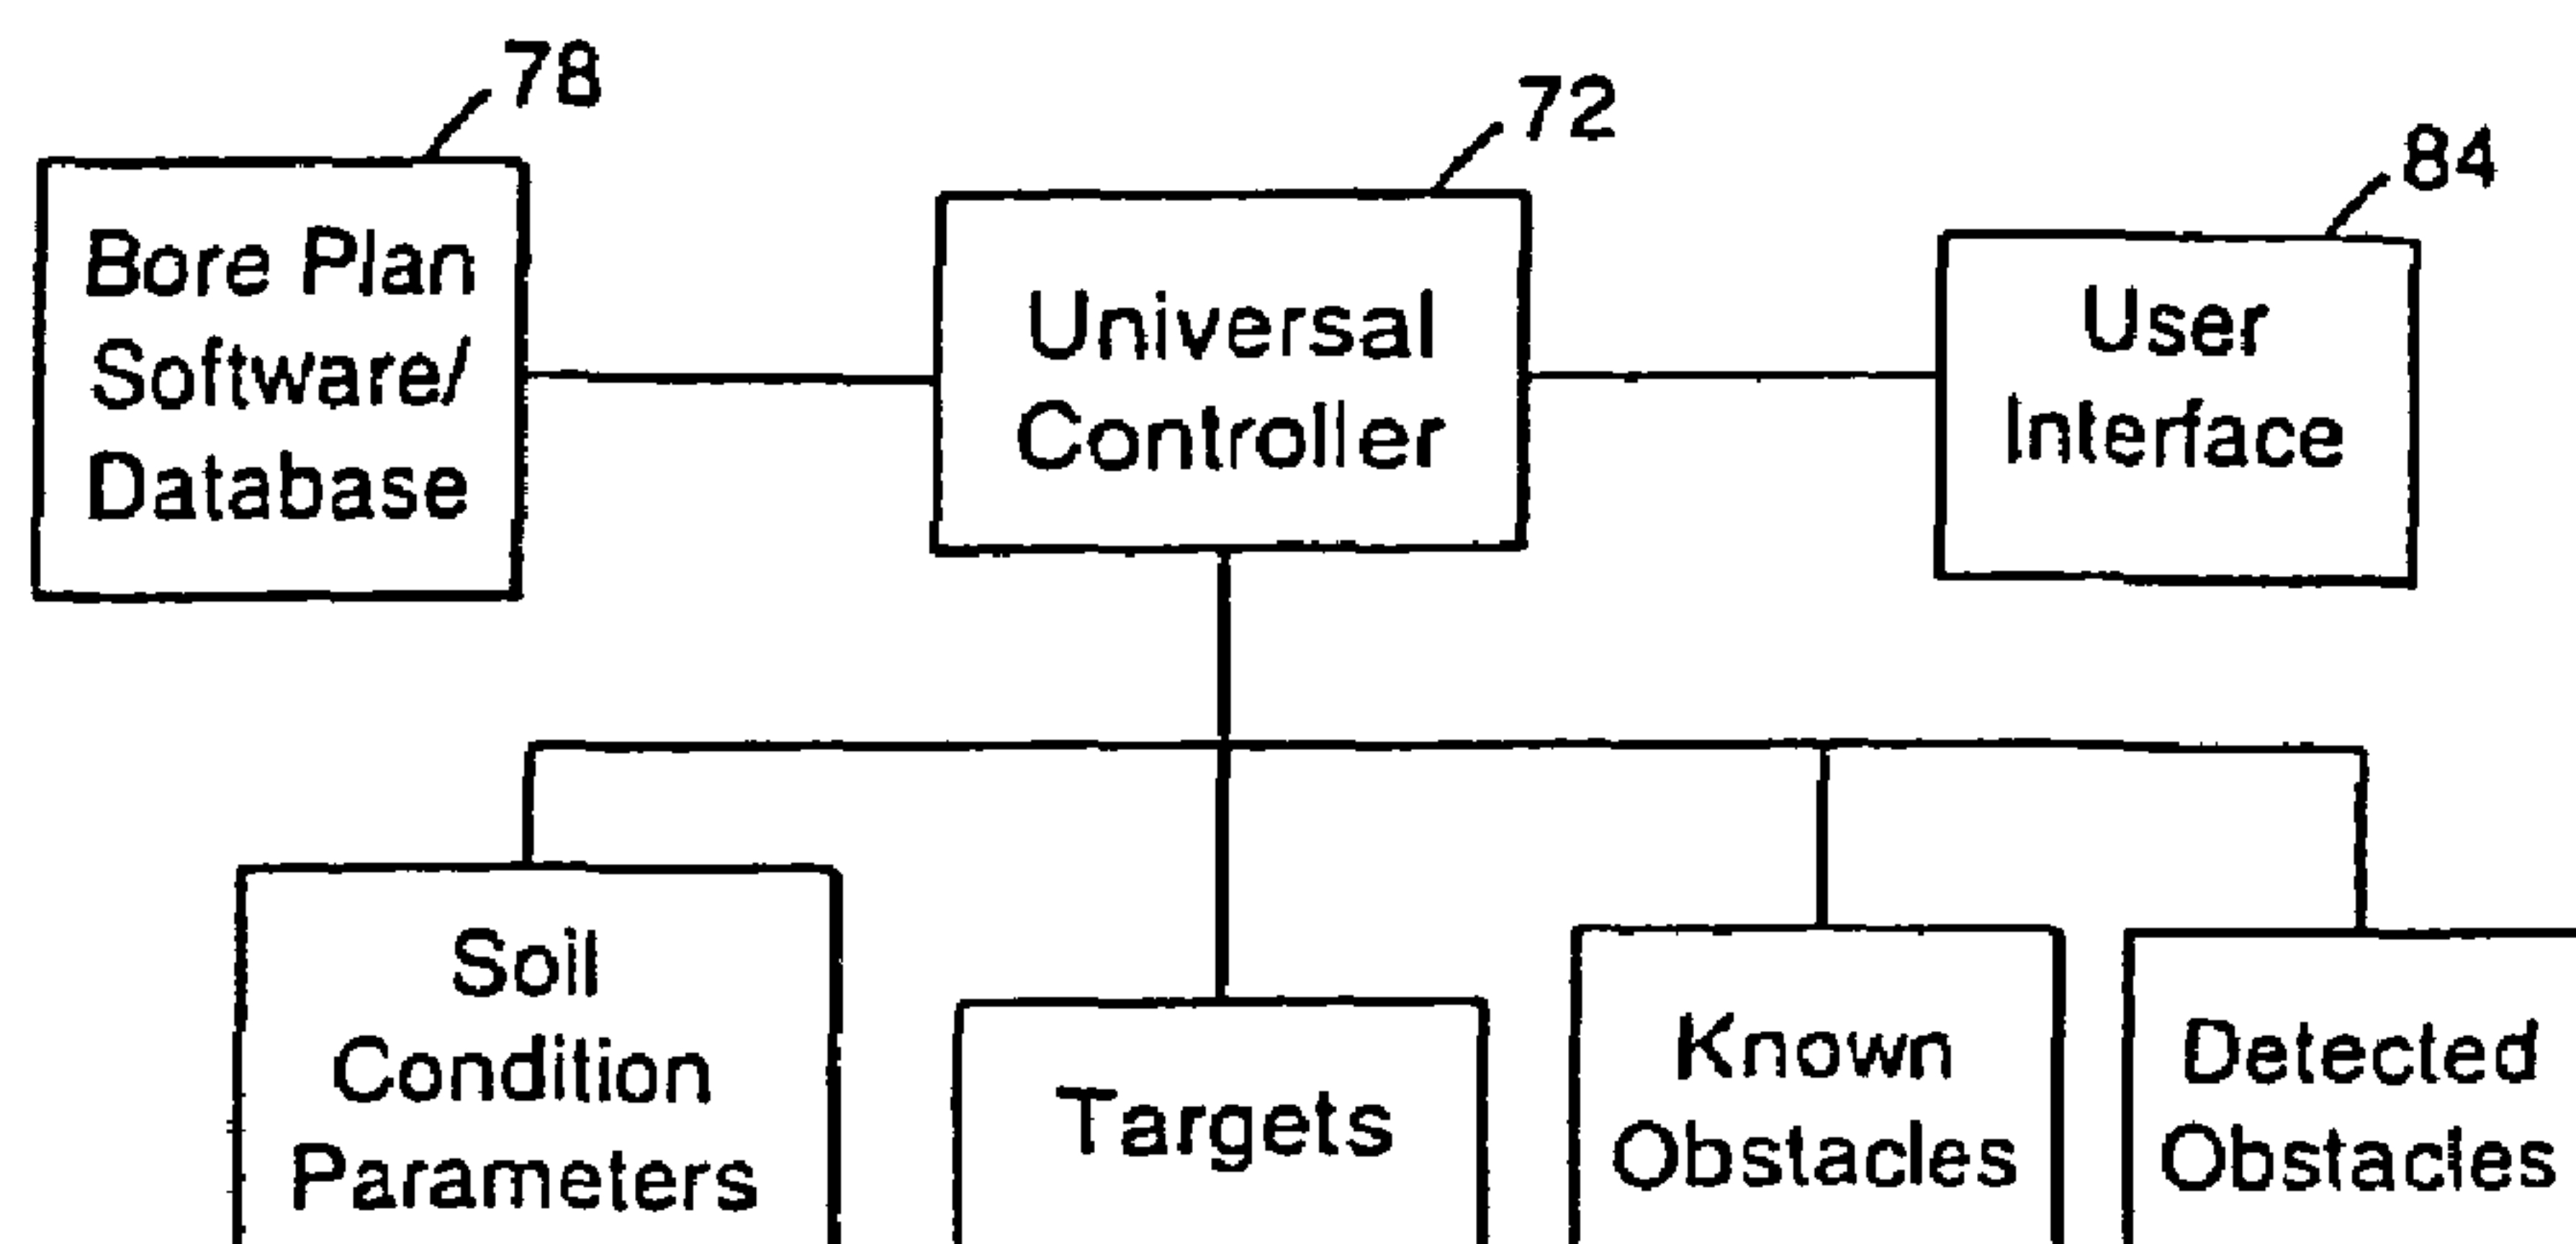 78
72
84
Bore Plan
Software/
Database
Universal
Controller
User
Interface
Soil
Condition
Parameters
Targets
Known
Obstacles
Detected
Obstacles